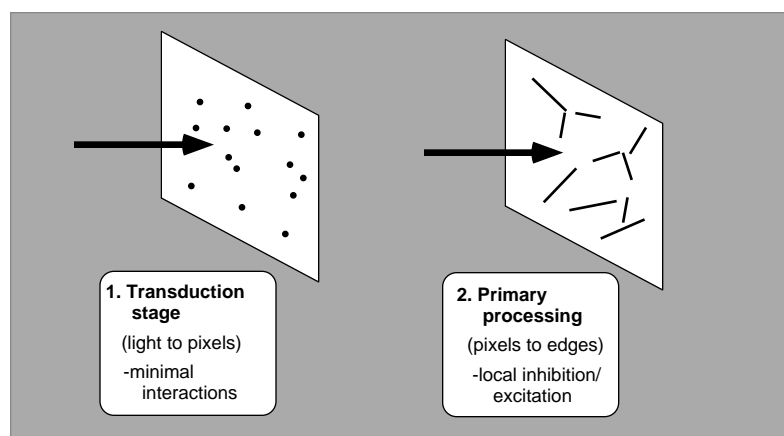 1. Transduction
stage
(light to pixels)
-minimal
interactions
2. Primary
processing
(pixels to edges)
-local inhibition/
excitation